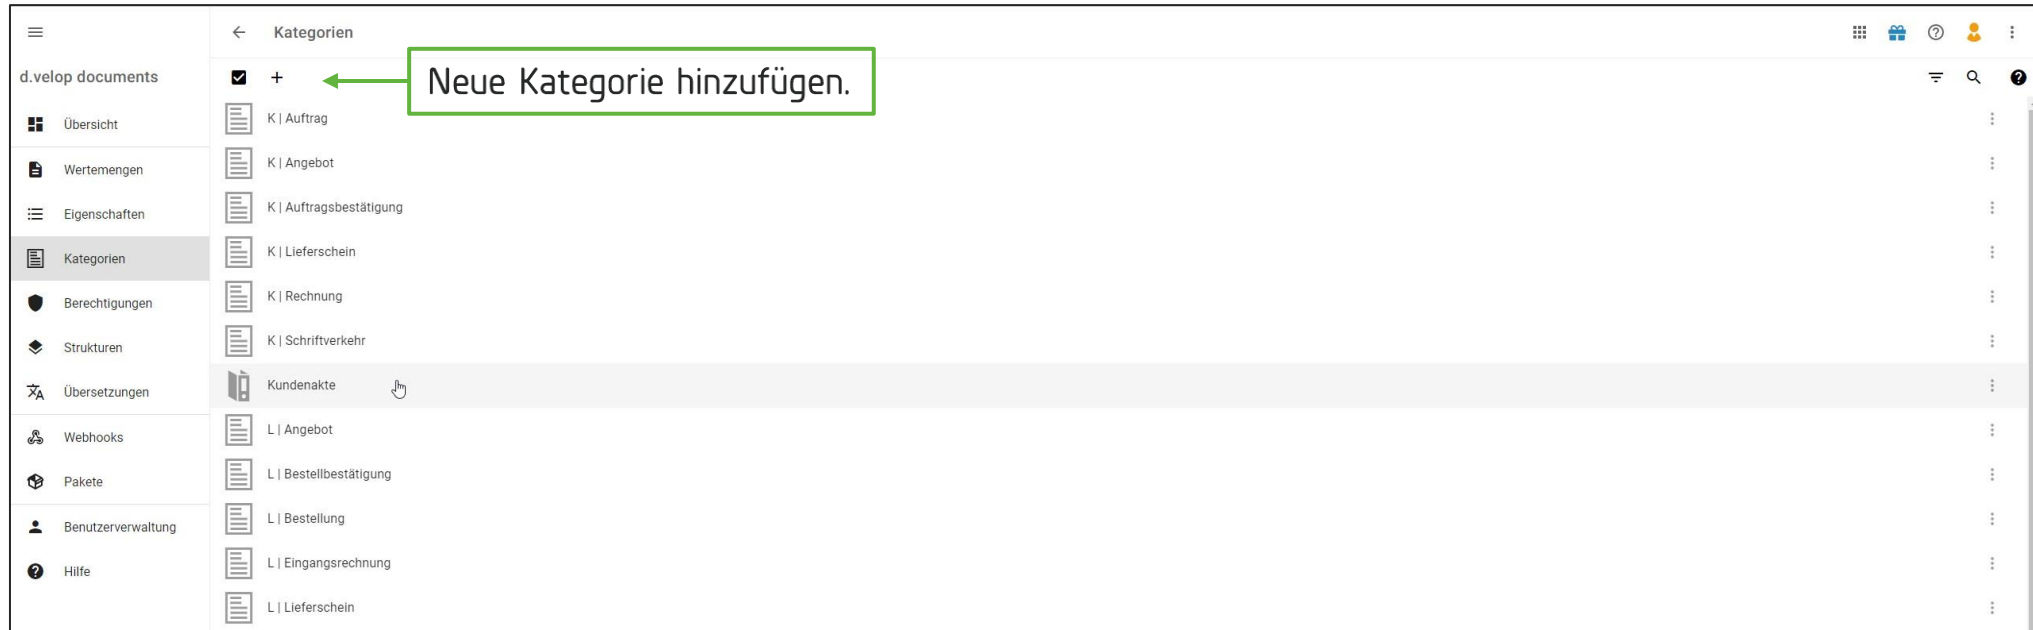 Kategorien
d.velop documents
Neue Kategorie hinzufügen.
Übersicht
Wertemengen
Eigenschaften
Kategorien
Berechtigungen
Strukturen
Übersetzungen
Webhooks
Pakete
Benutzerverwaltung
Hilfe
K | Auftrag
K | Angebot
K | Auftragsbestätigung
K | Lieferschein
K | Rechnung
K | Schriftverkehr
Kundenakte
L | Angebot
L | Bestellbestätigung
L | Bestellung
L | Eingangsrechnung
L | Lieferschein